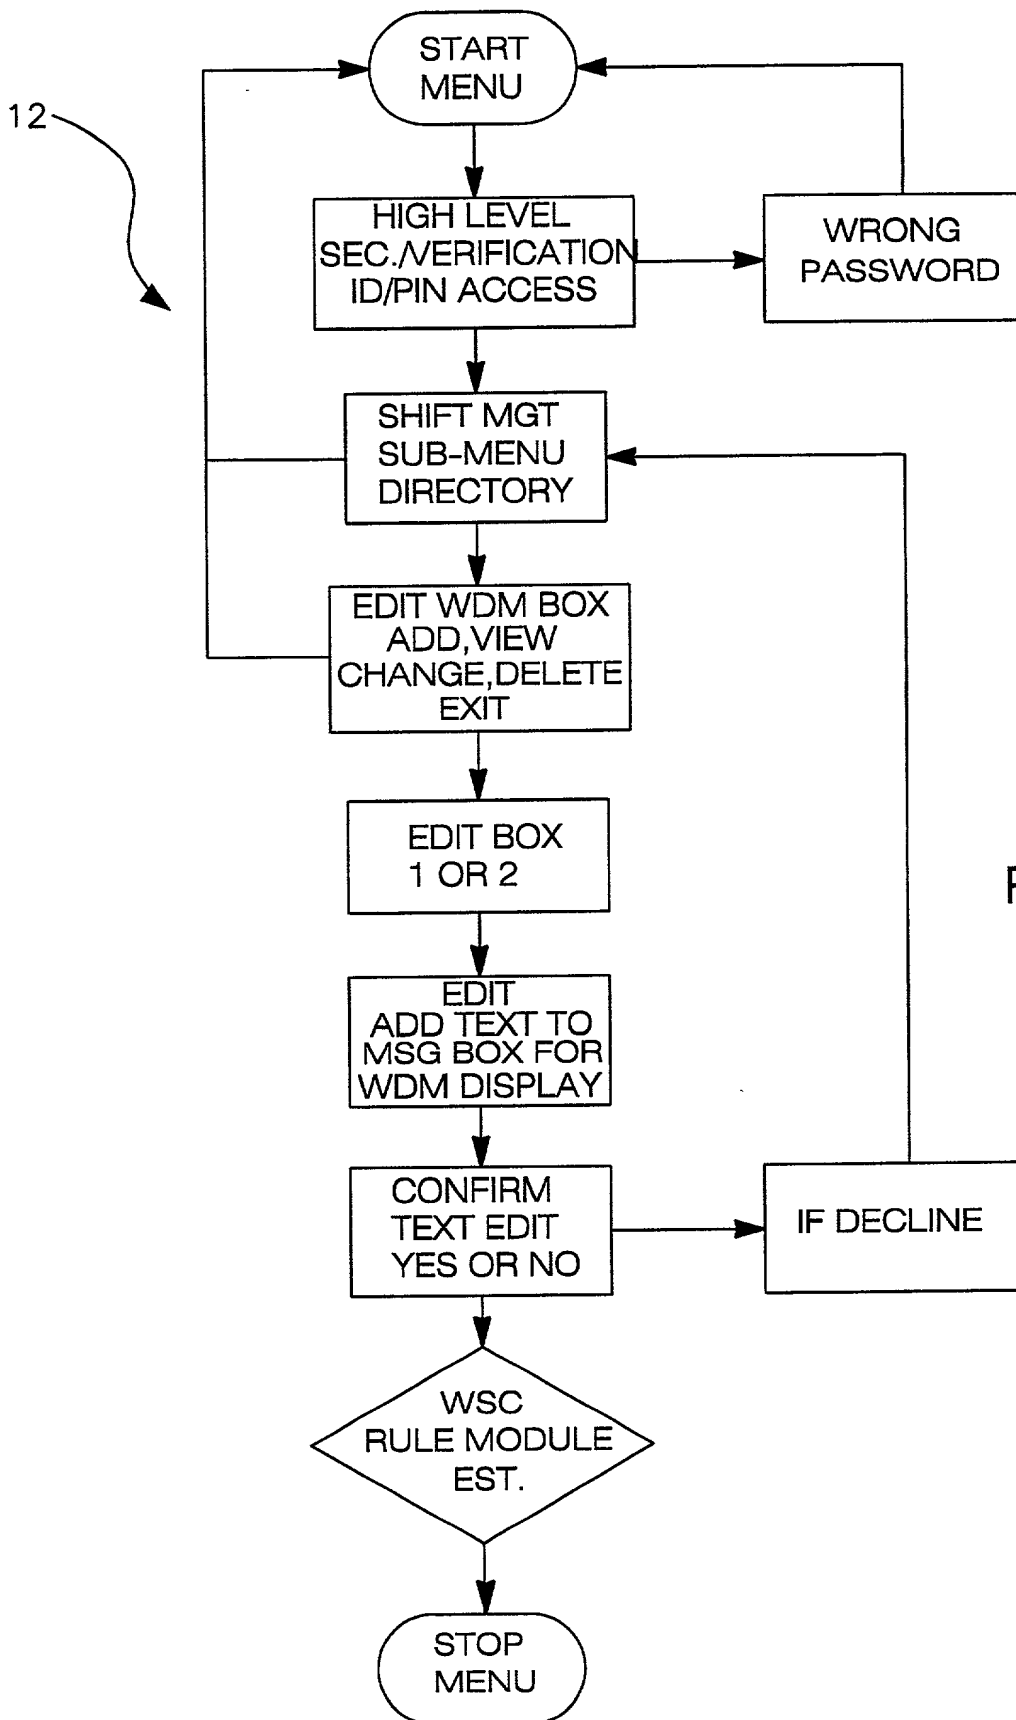 START
MENU
12
HIGH LEVEL
SEC./VERIFICATION
ID/PIN ACCESS
WRONG
PASSWORD
SHIFT MGT
SUB-MENU
DIRECTORY
EDIT WDM BOX
ADD,VIEW
CHANGE,DELETE
EXIT
EDIT BOX
1 OR 2
EDIT
ADD TEXT TO
MSG BOX FOR
WDM DISPLAY
CONFIRM
TEXT EDIT
YES OR NO
IF DECLINE
WSC
RULE MODULE
EST.
STOP
MENU